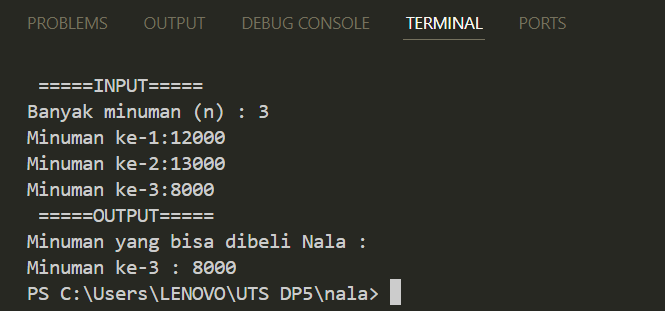 PROBLEMS OUTPUT DEBUG CONSOLE TERMINAL PORTS
=====INPUT=====
Banyak minuman (n) : 3
Minuman ke-1:12000
Minuman ke-2:13000
Minuman ke-3:8000
=====OUTPUT=====
Minuman yang bisa dibeli Nala :
Minuman ke-3 : 8000
PS C:\Users\LENOVO\UTS DP5\nala>